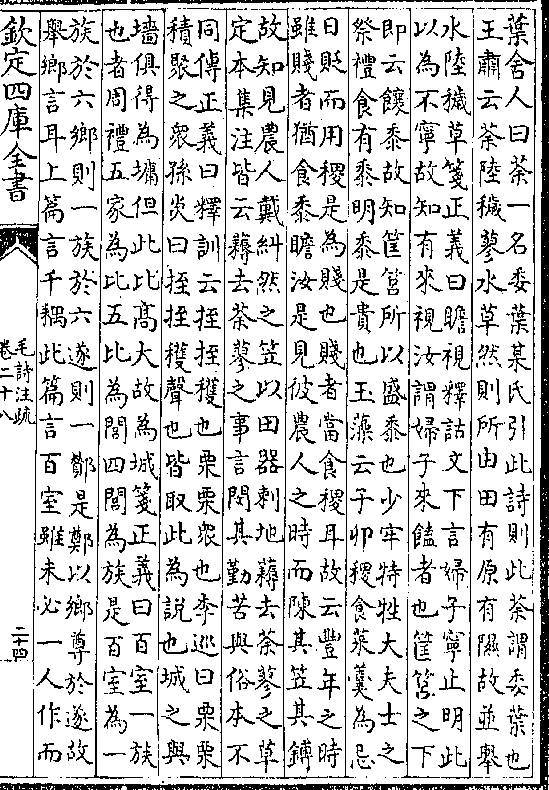 葉舍人曰荼一名委葉某氏引此詩則此荼謂委葉也
王肅云荼陸穢蓼水草然則所由田有原有隰故並舉
水陸穢草箋正義曰瞻視釋詁文下言婦子寧止明此
以為不寧故知有來視汝謂婦子來饁者也筐筥之下
即云饟黍故知筐筥所以盛黍也少牢特牲大夫士之
祭禮食有黍明黍是貴也玉藻云子卯稷食菜羹為忌
日貶而用稷是為賤也賤者當食稷耳故云豐年之時
雖賤者猶食黍瞻汝是見彼農人之時而陳其笠其鎛
故知見農人戴糾然之笠以田器刺地薅去荼蓼之草
定本集注皆云薅去荼蓼之事言閔其勤苦與俗本不
同傳正義曰釋訓云挃挃穫也栗栗衆也李巡曰栗栗
積聚之衆孫炎曰挃挃穫聲也皆取此為說也城之與
墻俱得為墉但此比高大故為城箋正義曰百室一族
也者周禮五家為比五比為閭四閭為族是百室為一
族於六鄉則一族於六遂則一酇是鄭以鄉尊於遂故
舉鄉言耳上篇言千耦此篇言百室雖未必一人作而
欽定四庫全書
毛詩注疏
卷二十八
二十四